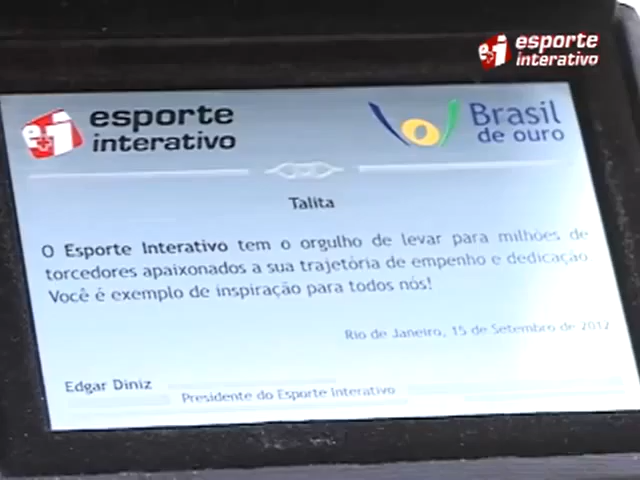 esporte
interativo
esporte
interativo
Brasil
de ouro
Talita
O Esporte Interativo tem o orgulho de levar para milhões de
torcedores apaixonados a sua trajetória de empenho e dedicação
Você é exemplo de inspiração para todos nós!
Rio de Janeiro, 15 de Setembro de 2012
Edgar Diniz
Presidente do Esporte Interativo